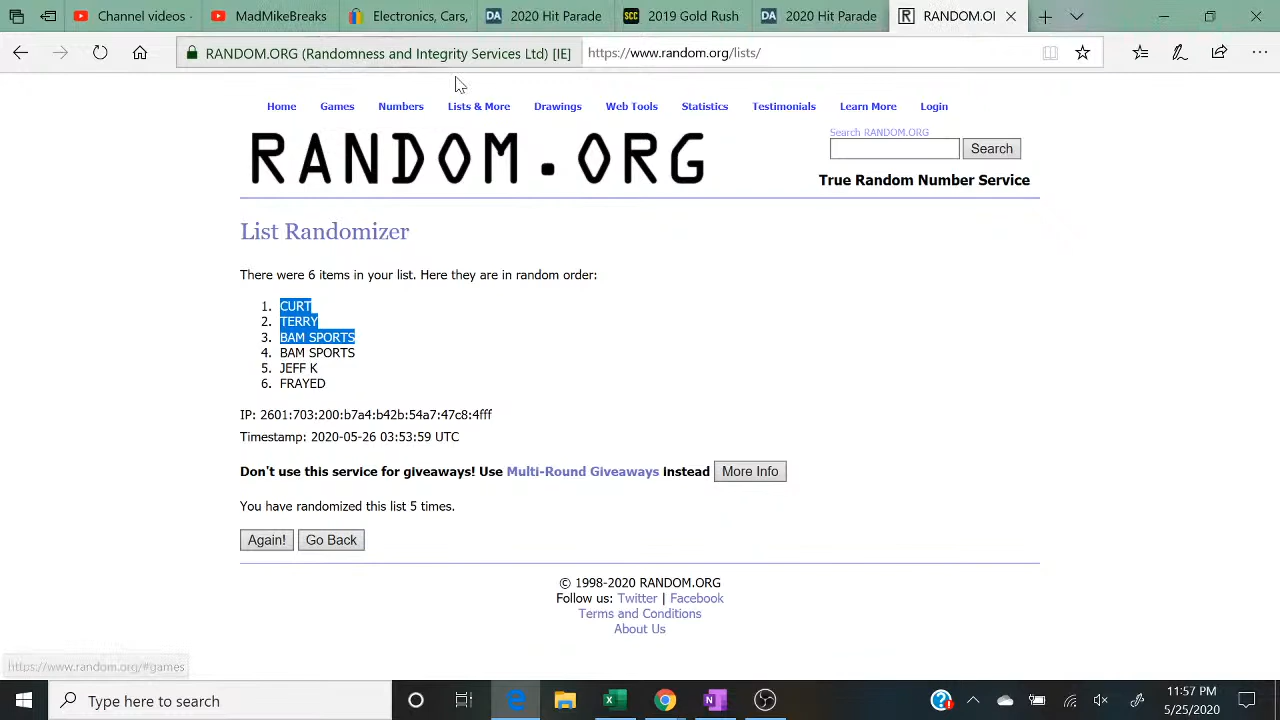 Channel videos ·
MadMikeBreaks
Electronics, Cars,
DA 2020 Hit Parade
SCC 2019 Gold Rush
DA 2020 Hit Parade
R RANDOM.OI
RANDOM.ORG (Randomness and Integrity Services Ltd) [IE]
https://www.random.org/lists/
Home Games Numbers Lists & More Drawings Web Tools Statistics Testimonials Learn More Login
RANDOM.ORG
Search RANDOM.ORG
Search
True Random Number Service
List Randomizer
There were 6 items in your list. Here they are in random order:
1. CURT
2. TERRY
3. BAM SPORTS
4. BAM SPORTS
5. JEFF K
6. FRAYED
IP: 2601:703:200:b7a4:b42b:54a7:47c8:4fff
Timestamp: 2020-05-26 03:53:59 UTC
Don't use this service for giveaways! Use Multi-Round Giveaways instead More Info
You have randomized this list 5 times.
Again! Go Back
© 1998-2020 RANDOM.ORG
Follow us: Twitter | Facebook
Terms and Conditions
About Us
https://www.random.org/#games
Type here to search
11:57 PM
5/25/2020